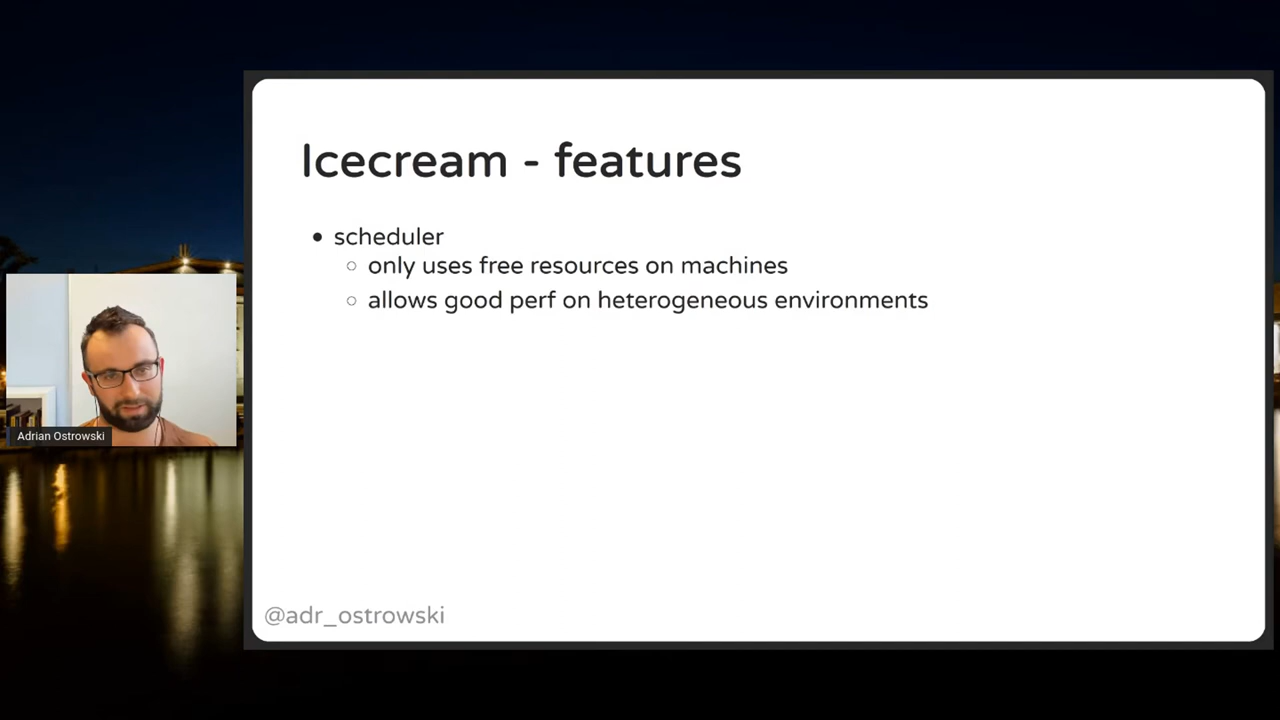 Icecream - features
scheduler
only uses free resources on machines
allows good perf on heterogeneous environments
Adrian Ostrowski
@adr_ostrowski